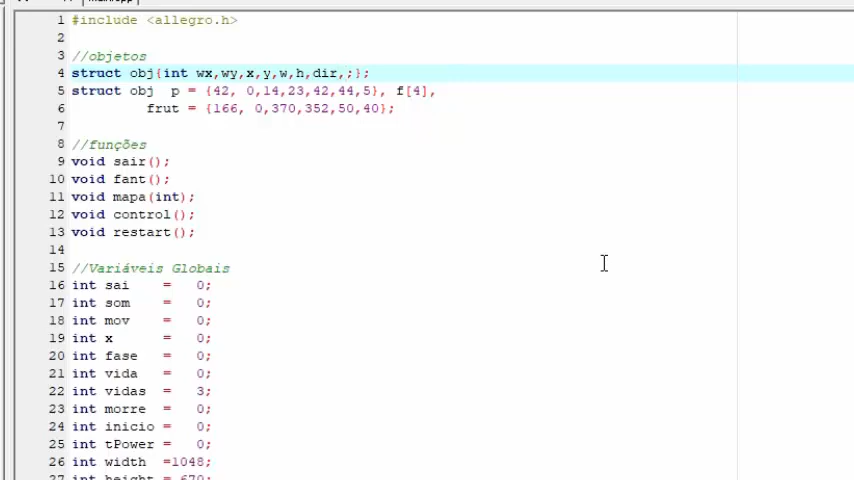 1 #include <allegro.h>
2
3 //objetos
4 struct obj{int wx,wy,x,y,w,h,dir,;};
5 struct obj  p = {42, 0,14,23,42,44,5}, f[4],
6          frut = {166, 0,370,352,50,40};
7
8 //funções
9 void sair();
10 void fant();
11 void mapa(int);
12 void control();
13 void restart();
14
15 //Variáveis Globais
16 int sai    =   0;
17 int som    =   0;
18 int mov    =   0;
19 int x      =   0;
20 int fase   =   0;
21 int vida   =   0;
22 int vidas  =   3;
23 int morre  =   0;
24 int inicio =   0;
25 int tPower =   0;
26 int width  =1048;
27 int height = 670;